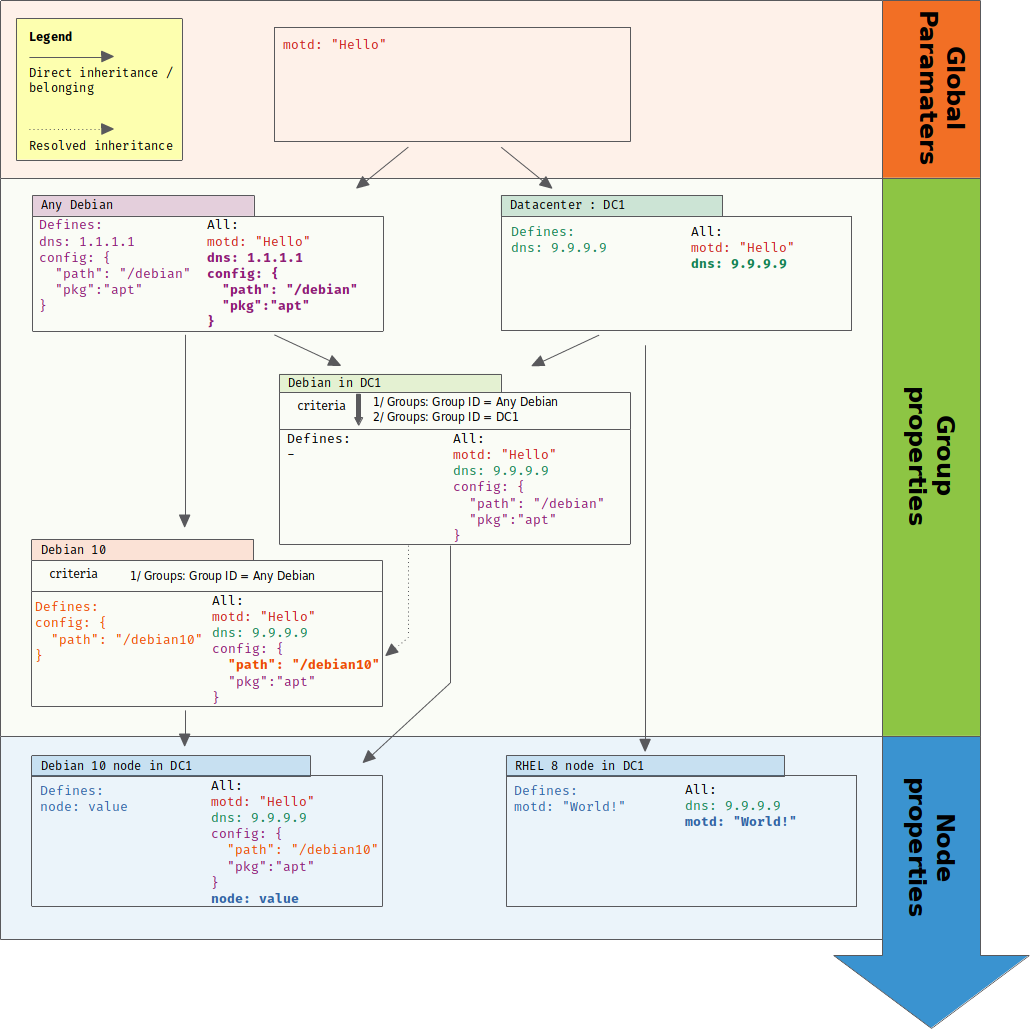 Legend
Direct inheritance /
belonging
Resolved inheritance
motd: "Hello"
Global
Paramaters
Any Debian
Defines:
dns: 1.1.1.1
config: {
"path": "/debian"
"pkg":"apt"
}
All:
motd: "Hello"
dns: 1.1.1.1
config: {
"path": "/debian"
"pkg":"apt"
}
Datacenter : DC1
Defines:
dns: 9.9.9.9
All:
motd: "Hello"
dns: 9.9.9.9
Debian in DC1
criteria
1/ Groups: Group ID = Any Debian
2/ Groups: Group ID = DC1
Defines:
–
All:
motd: "Hello"
dns: 9.9.9.9
config: {
"path": "/debian"
"pkg":"apt"
}
Group
properties
Debian 10
criteria
1/ Groups: Group ID = Any Debian
Defines:
config: {
"path": "/debian10"
}
All:
motd: "Hello"
dns: 9.9.9.9
config: {
"path": "/debian10"
"pkg":"apt"
}
Debian 10 node in DC1
Defines:
node: value
All:
motd: "Hello"
dns: 9.9.9.9
config: {
"path": "/debian10"
"pkg":"apt"
}
node: value
RHEL 8 node in DC1
Defines:
motd: "World!"
All:
dns: 9.9.9.9
motd: "World!"
Node
properties